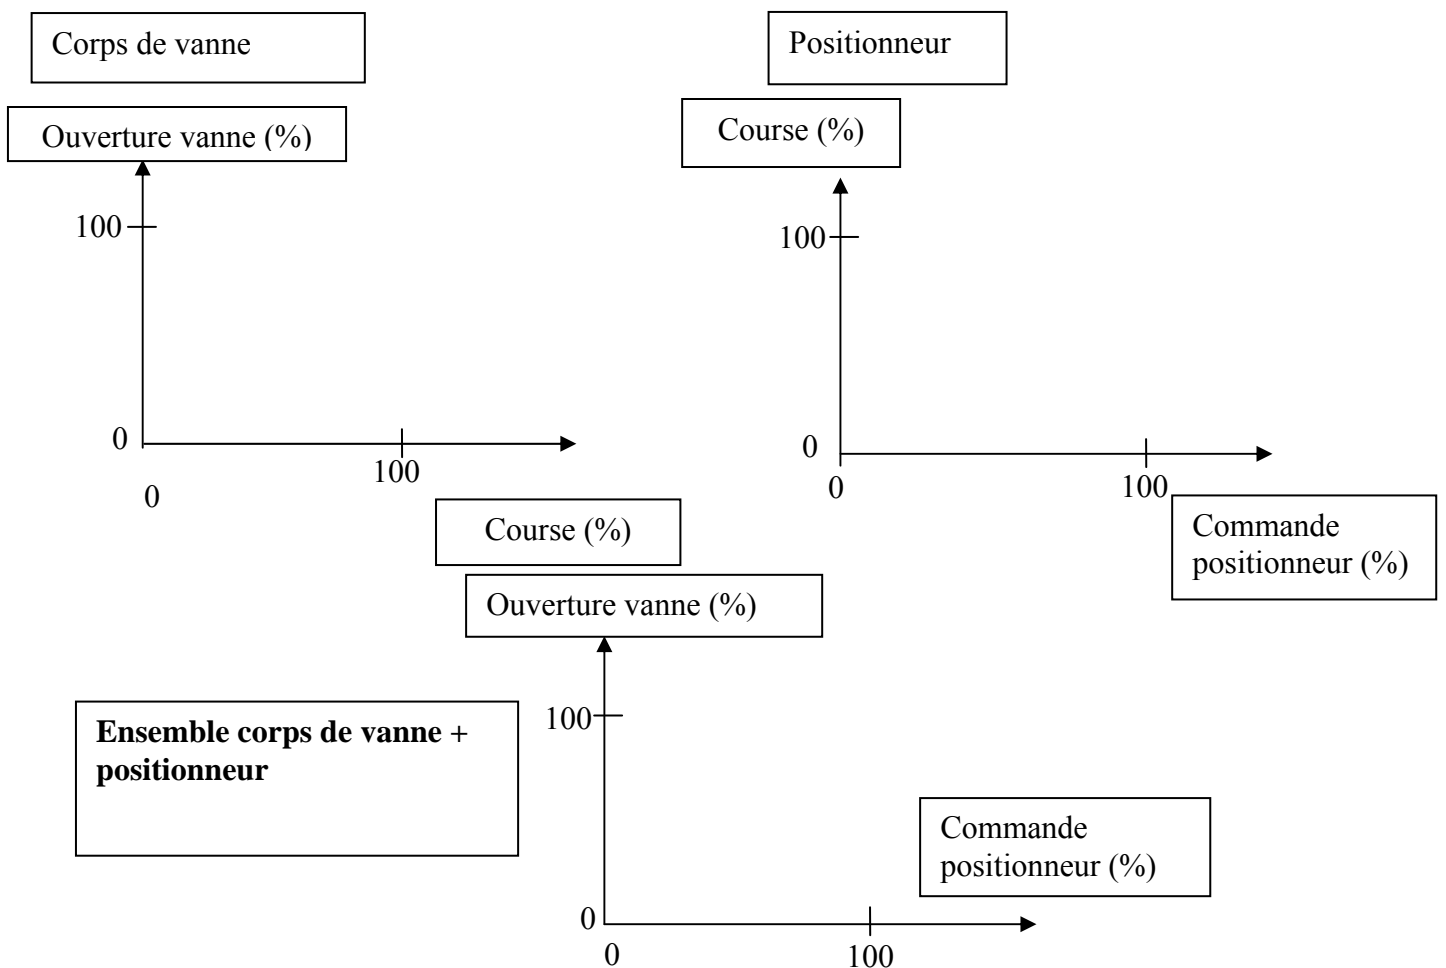 Corps de vanne
Ouverture vanne (%)
100
0
100
0
Course (%)
Positionneur
Course (%)
100
0
0
100
Commande
positionneur (%)
Ouverture vanne (%)
Ensemble corps de vanne +
positionneur
100
0
0
100
Commande
positionneur (%)